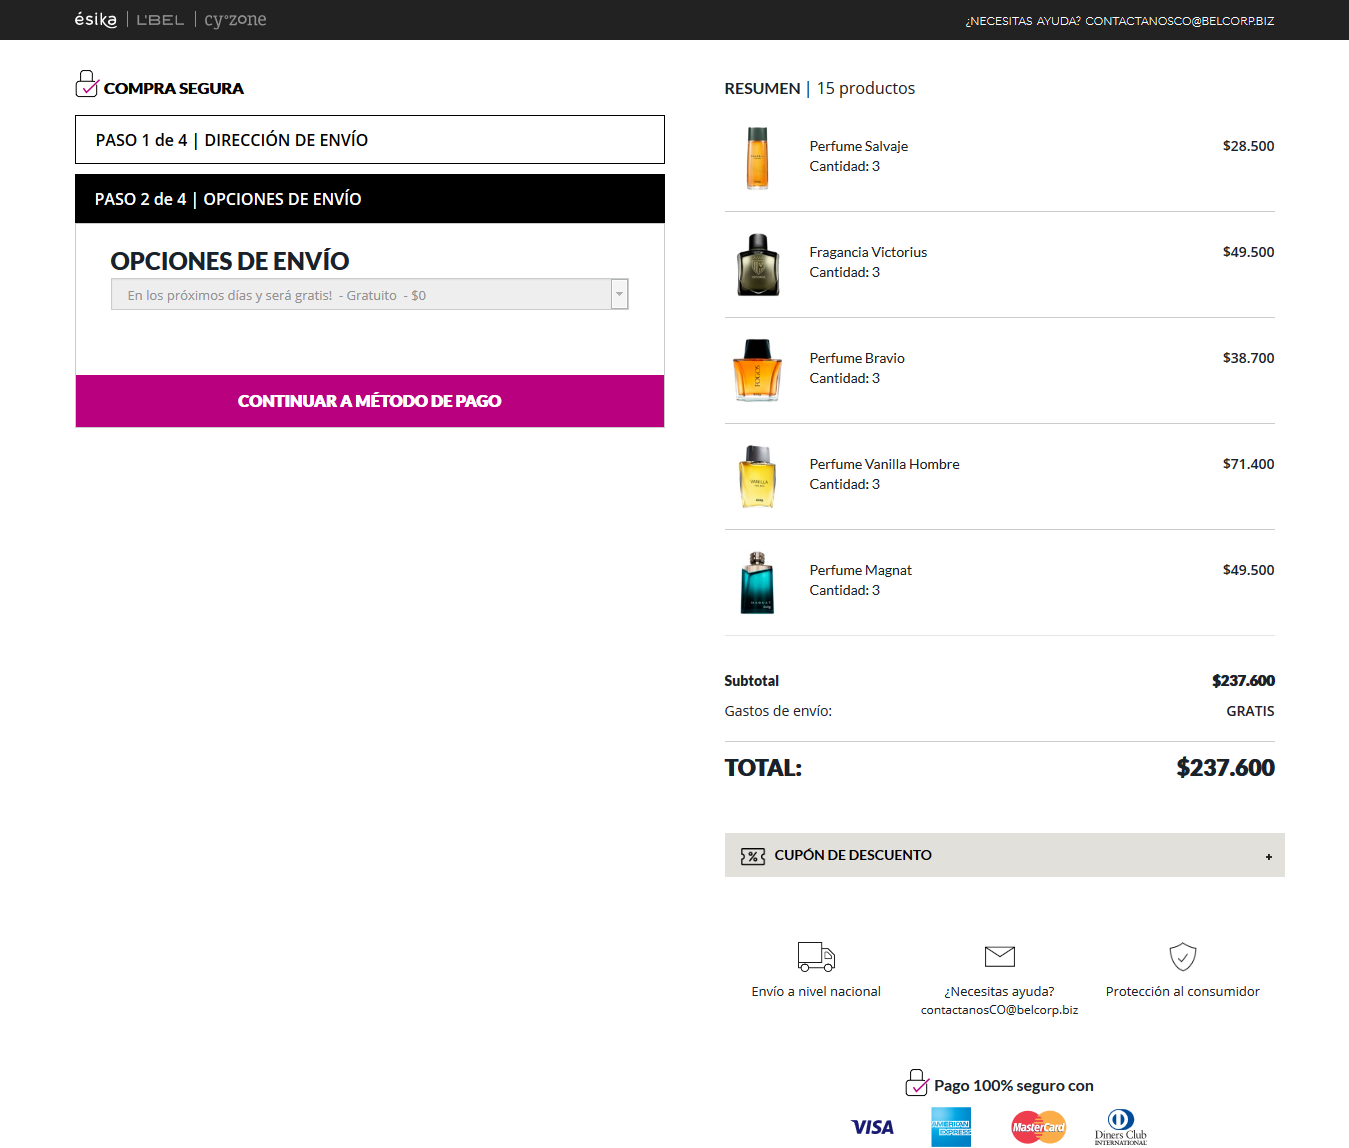 ésika | L'BEL | cy°zone
¿NECESITAS AYUDA? CONTACTANOSCO@BELCORP.BIZ
COMPRA SEGURA
PASO 1 de 4 | DIRECCIÓN DE ENVÍO
PASO 2 de 4 | OPCIONES DE ENVÍO
OPCIONES DE ENVÍO
En los próximos días y será gratis! - Gratuito - $0
CONTINUAR A MÉTODO DE PAGO
RESUMEN | 15 productos
Perfume Salvaje $28.500
Cantidad: 3
Fragancia Victorius $49.500
Cantidad: 3
Perfume Bravio $38.700
Cantidad: 3
Perfume Vanilla Hombre $71.400
Cantidad: 3
Perfume Magnat $49.500
Cantidad: 3
Subtotal $237.600
Gastos de envío: GRATIS
TOTAL: $237.600
% CUPÓN DE DESCUENTO +
Envío a nivel nacional
¿Necesitas ayuda?
contactanosCO@belcorp.biz
Protección al consumidor
Pago 100% seguro con
VISA
AMERICAN
EXPRESS
MasterCard
Diners Club
INTERNATIONAL